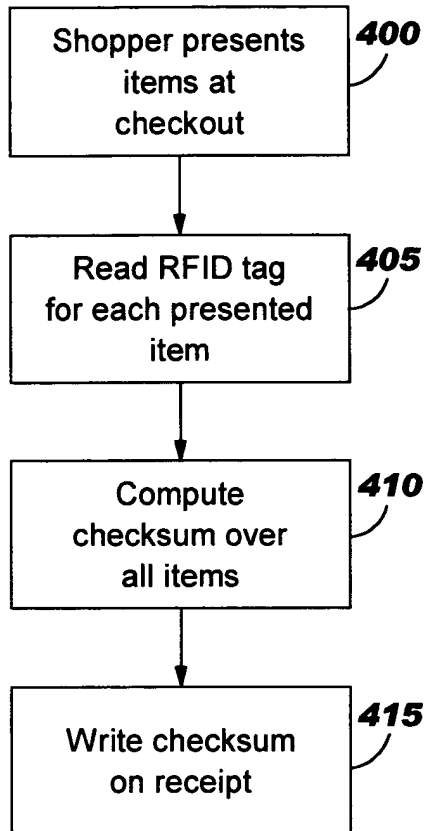 Shopper presents
items at
checkout
400
Read RFID tag
for each presented
item
405
Compute
checksum over
all items
410
Write checksum
on receipt
415